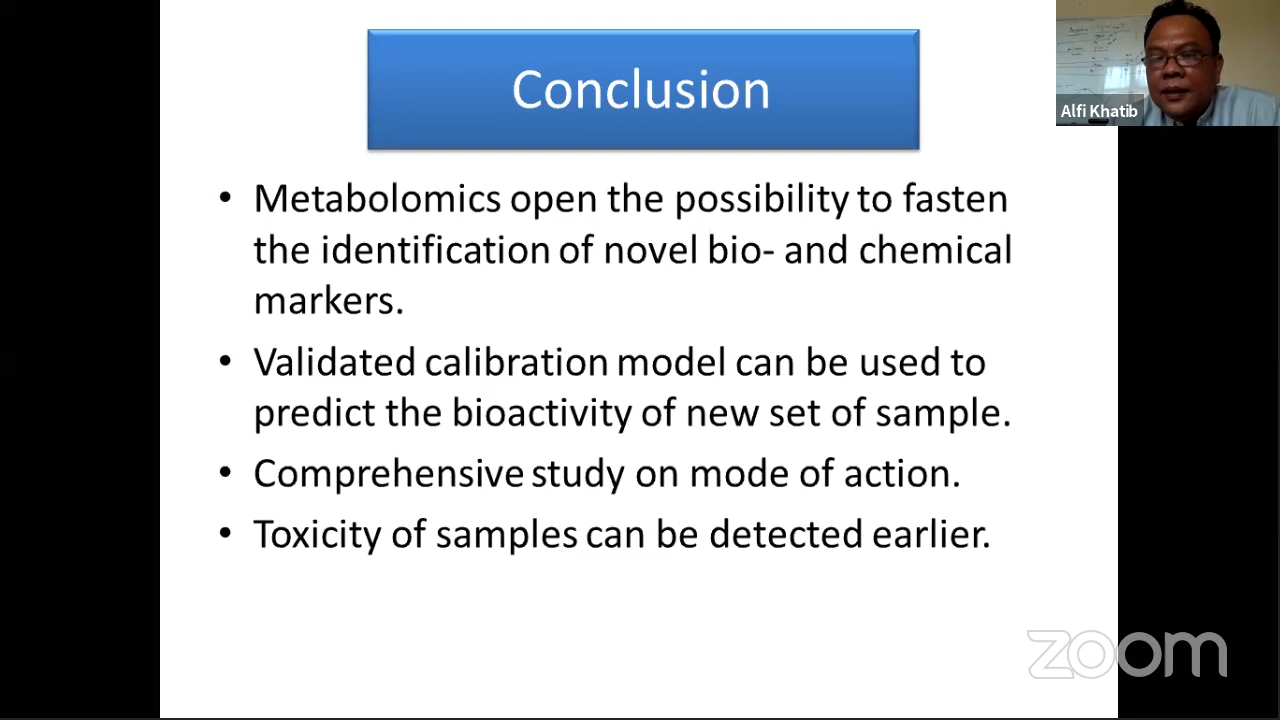 Conclusion
Alfi Khatib
• Metabolomics open the possibility to fasten
the identification of novel bio- and chemical
markers.
• Validated calibration model can be used to
predict the bioactivity of new set of sample.
• Comprehensive study on mode of action.
• Toxicity of samples can be detected earlier.
zoom